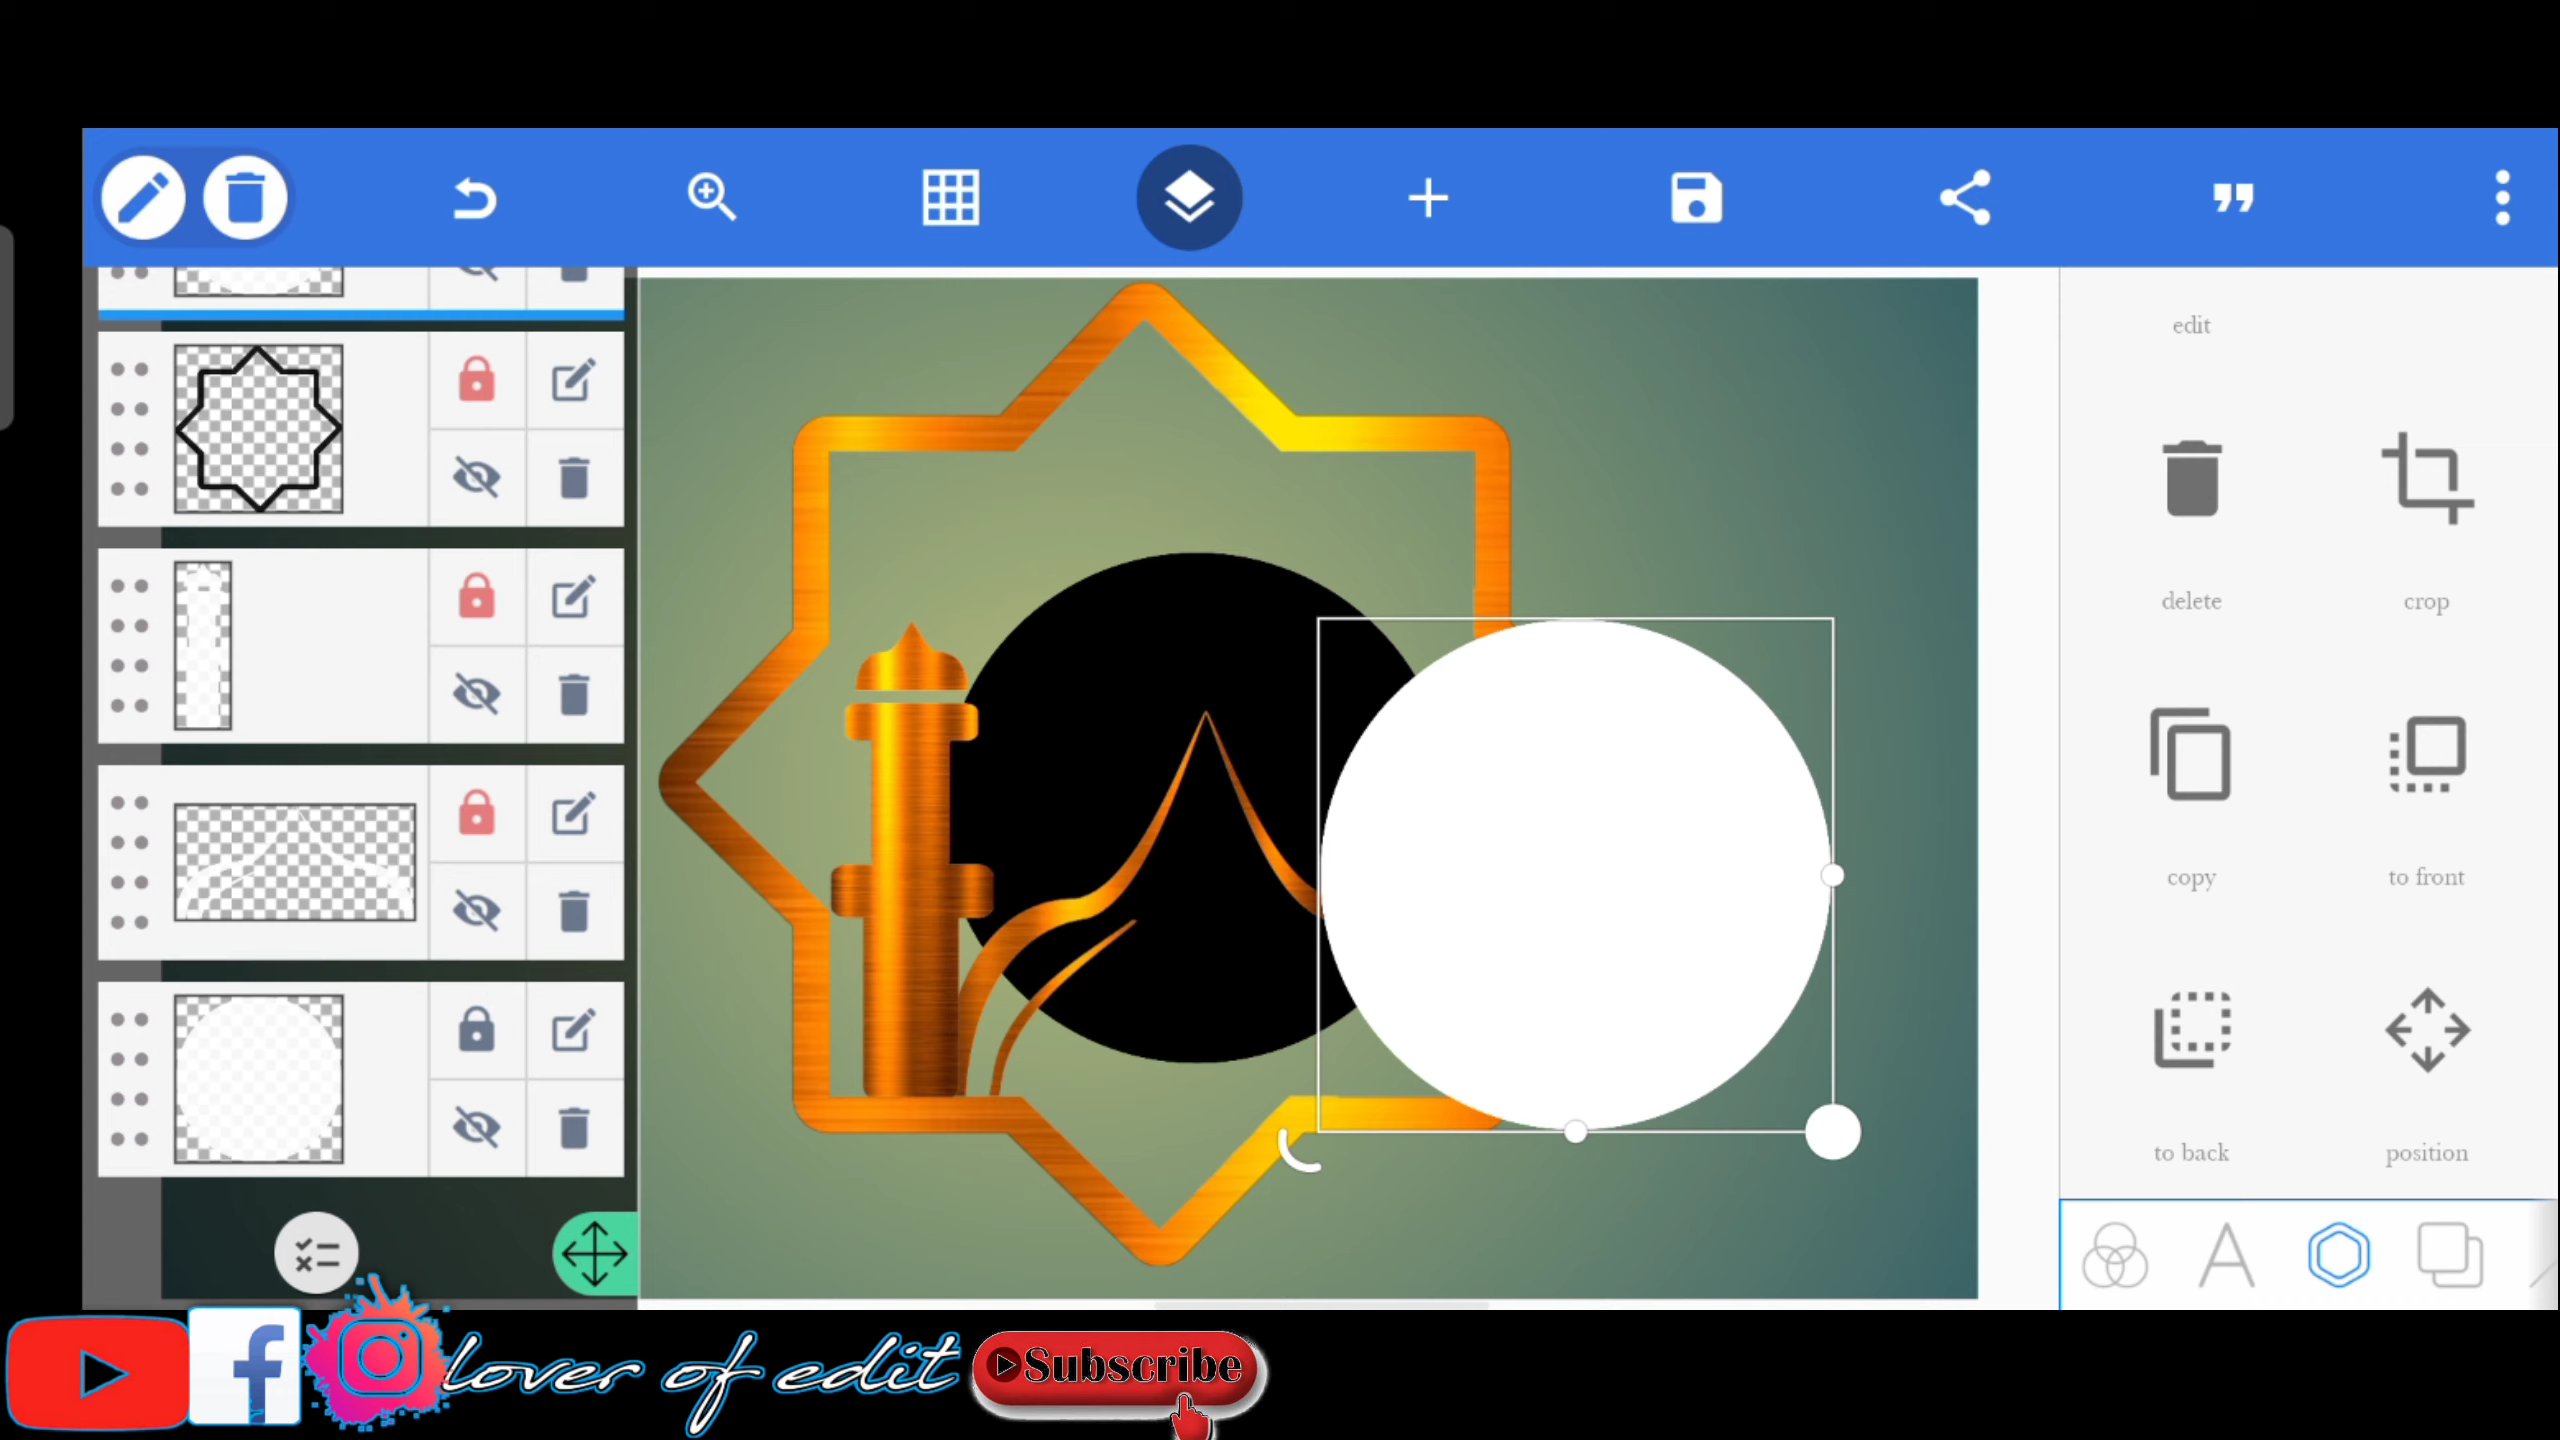 edit
delete
crop
copy
to front
to back
position
lover of edit
Subscribe